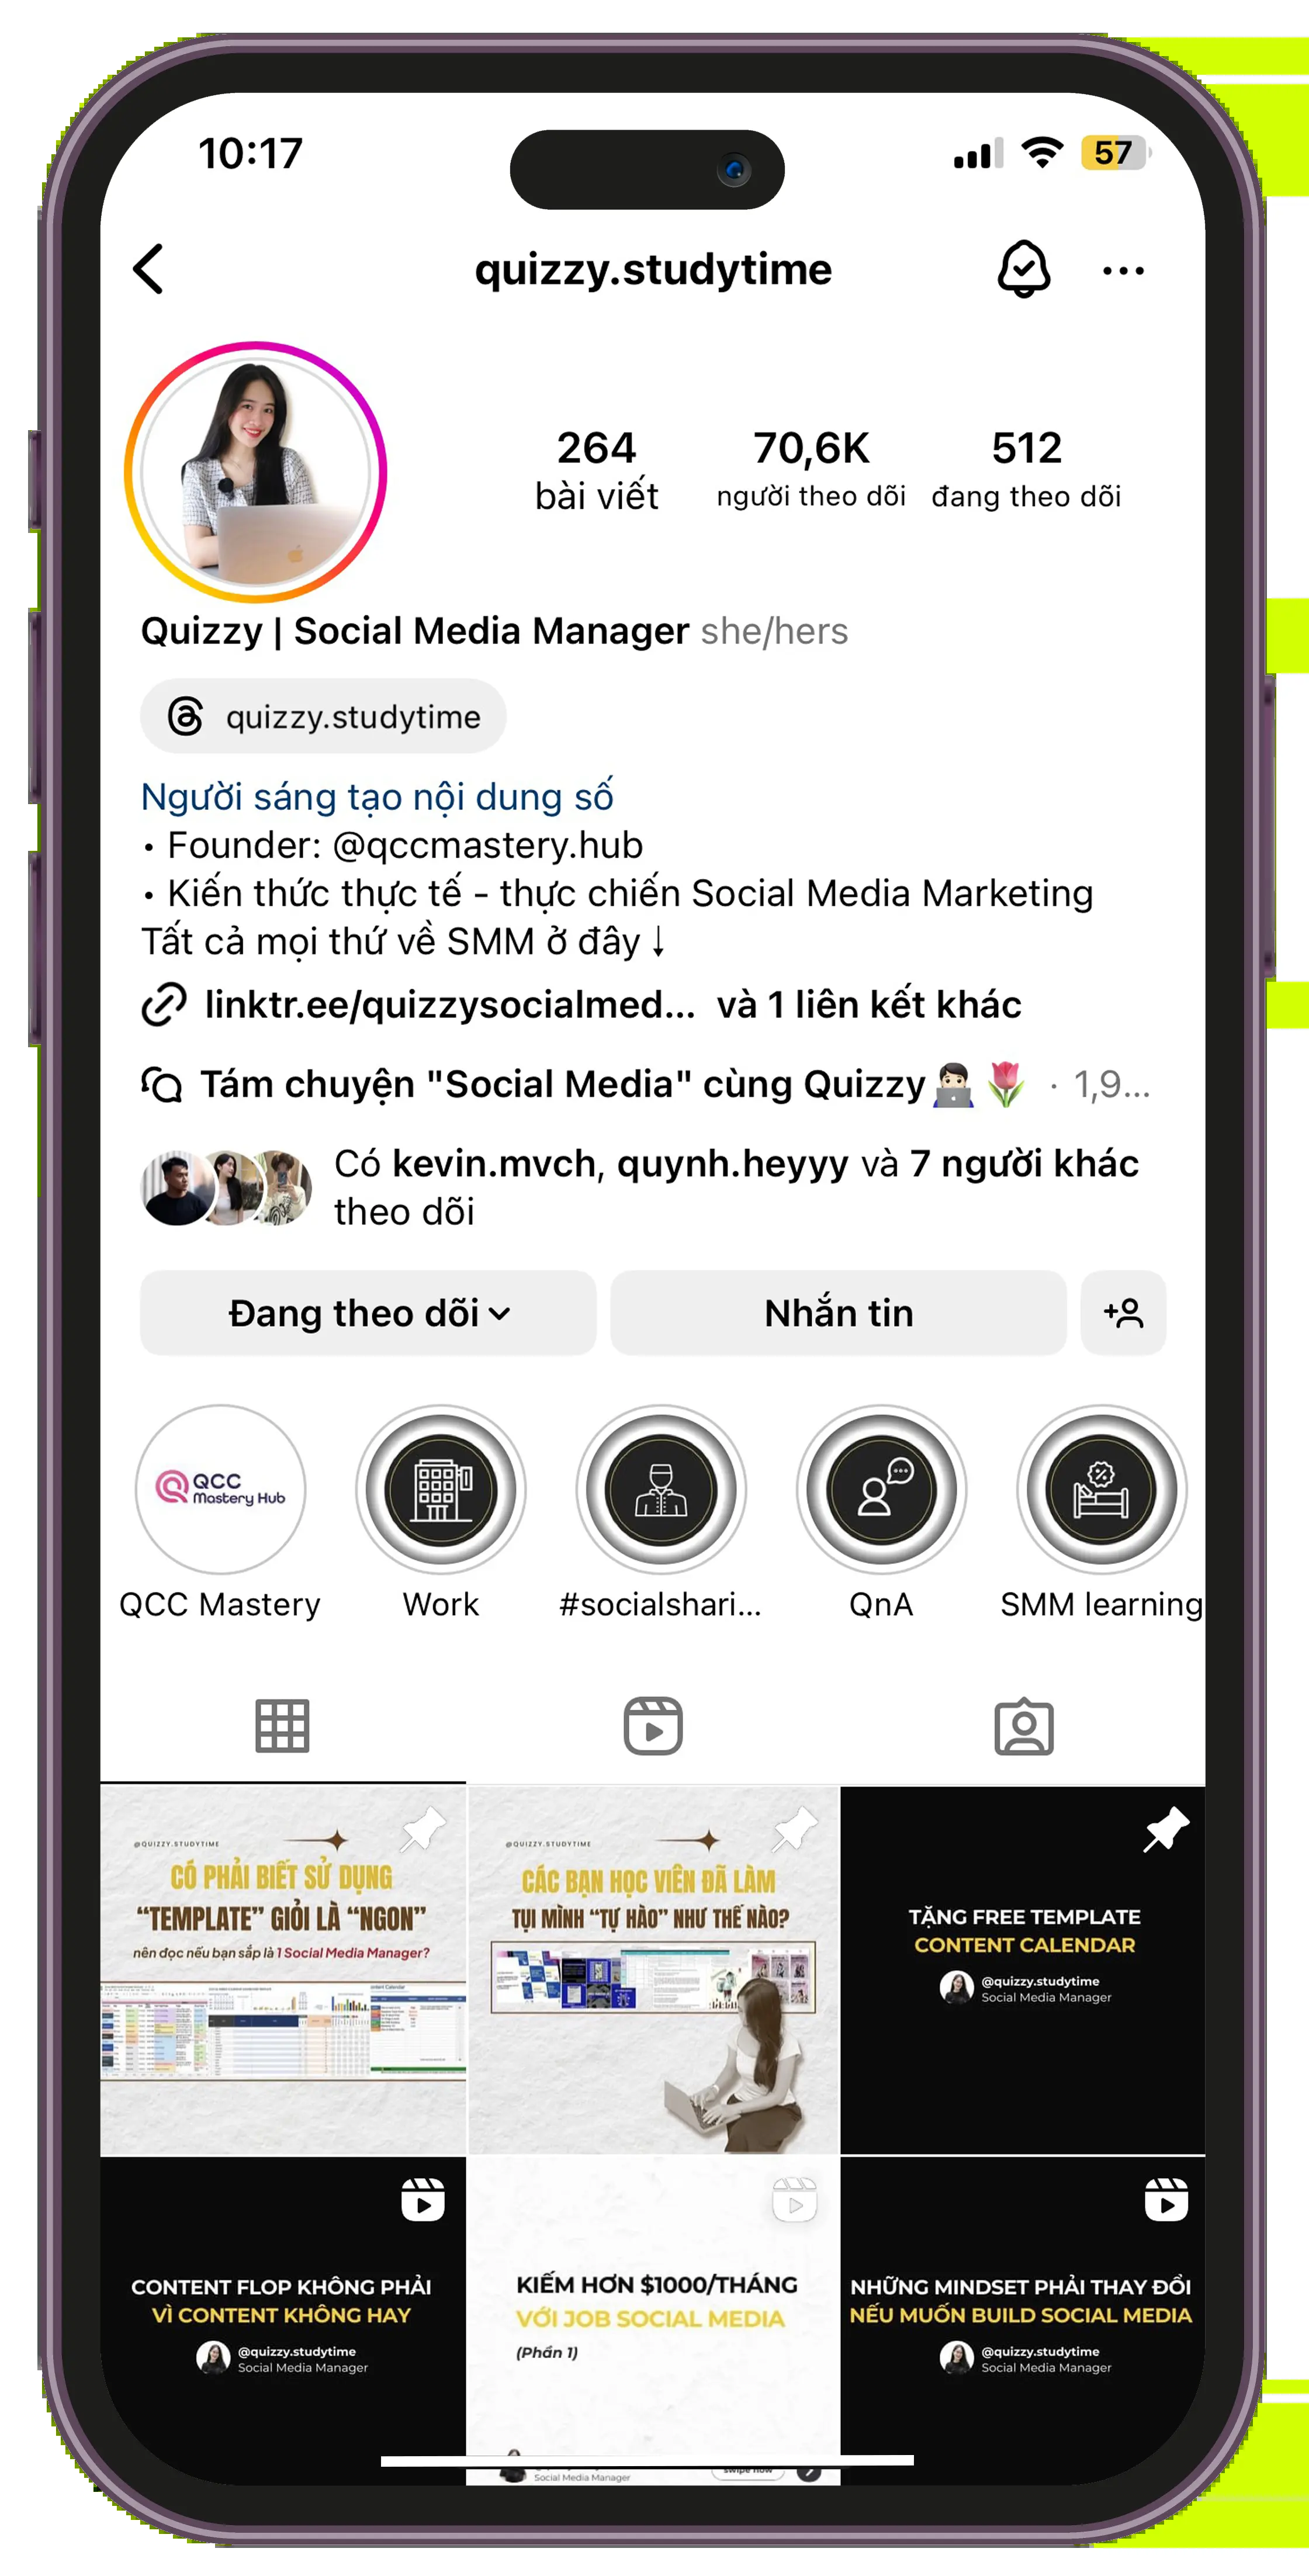 10:17
57
quizzy.studytime
264
bài viết
70,6K
người theo dõi
512
đang theo dõi
Quizzy | Social Media Manager she/hers
quizzy.studytime
Người sáng tạo nội dung số
• Founder: @qccmastery.hub
• Kiến thức thực tế - thực chiến Social Media Marketing
Tất cả mọi thứ về SMM ở đây ↓
linktr.ee/quizzysocialmed... và 1 liên kết khác
Tám chuyện "Social Media" cùng Quizzy👨🏻‍💻🌷 · 1,9...
Có kevin.mvch, quynh.heyyy và 7 người khác
theo dõi
Đang theo dõi
Nhắn tin
QCC
Mastery Hub
QCC Mastery
Work
#socialshari...
QnA
SMM learning
@QUIZZY.STUDYTIME
CÓ PHẢI BIẾT SỬ DỤNG
“TEMPLATE” GIỎI LÀ “NGON”
nên đọc nếu bạn sắp là 1 Social Media Manager?
@QUIZZY.STUDYTIME
CÁC BẠN HỌC VIÊN ĐÃ LÀM
TỤI MÌNH “TỰ HÀO” NHƯ THẾ NÀO?
TẶNG FREE TEMPLATE
CONTENT CALENDAR
@quizzy.studytime
Social Media Manager
CONTENT FLOP KHÔNG PHẢI
VÌ CONTENT KHÔNG HAY
@quizzy.studytime
Social Media Manager
KIẾM HƠN $1000/THÁNG
VỚI JOB SOCIAL MEDIA
(Phần 1)
Social Media Manager
swipe now
NHỮNG MINDSET PHẢI THAY ĐỔI
NẾU MUỐN BUILD SOCIAL MEDIA
@quizzy.studytime
Social Media Manager